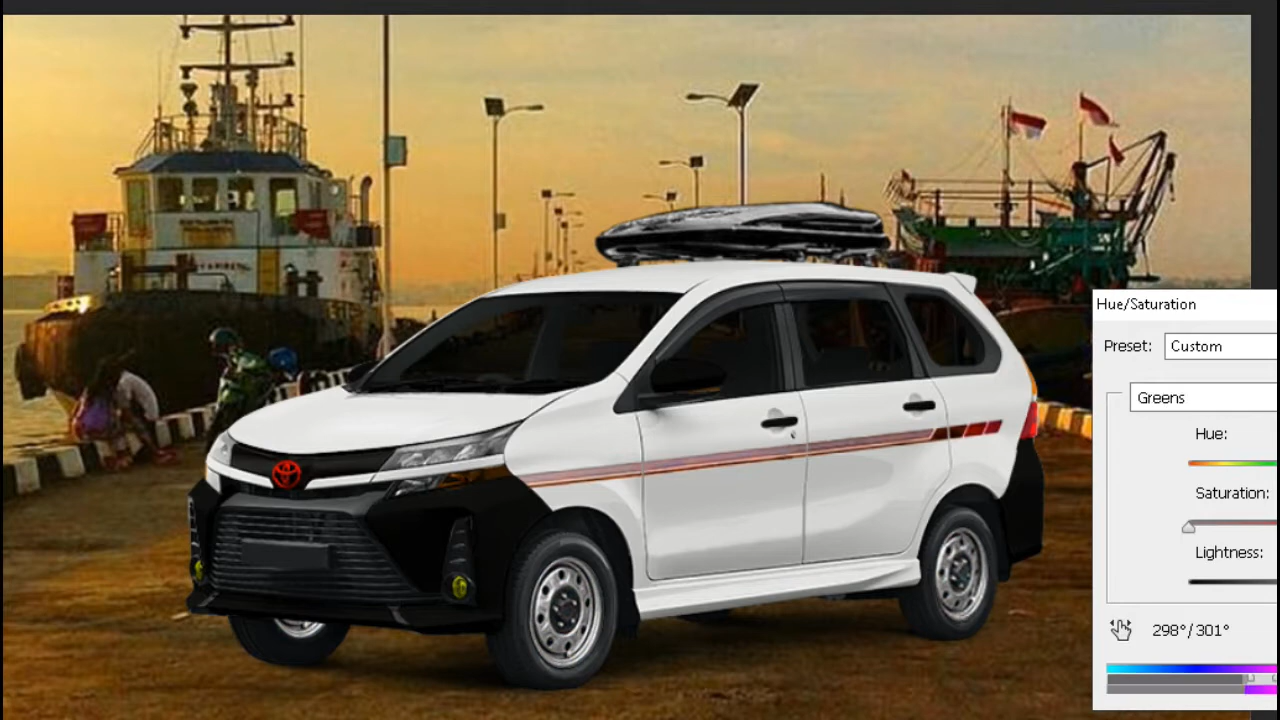 Hue/Saturation
Preset: Custom
Greens
Hue:
Saturation:
Lightness:
298°/301°